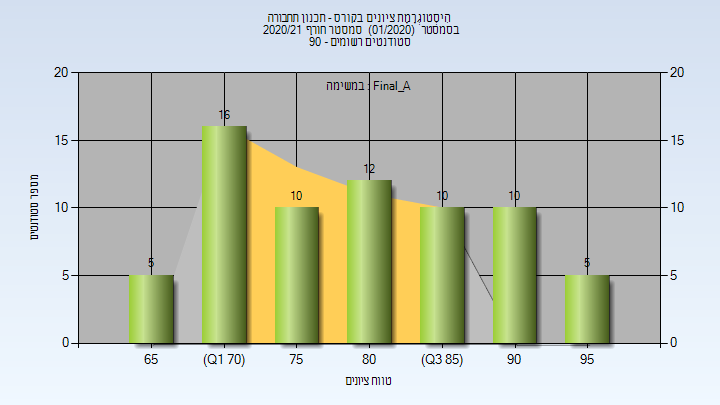 היסטוגרמת ציונים בקורס - תכנון תחבורה
בסמסטר (01/2020) סמסטר חורף 2020/21
סטודנטים רשומים - 90
במשימה : Final_A
מספר סטודנטים
20 20
15 15
10 10
5 5
0 0
5 16 10 12 10 10 5
65 (Q1 70) 75 80 (Q3 85) 90 95
טווח ציונים